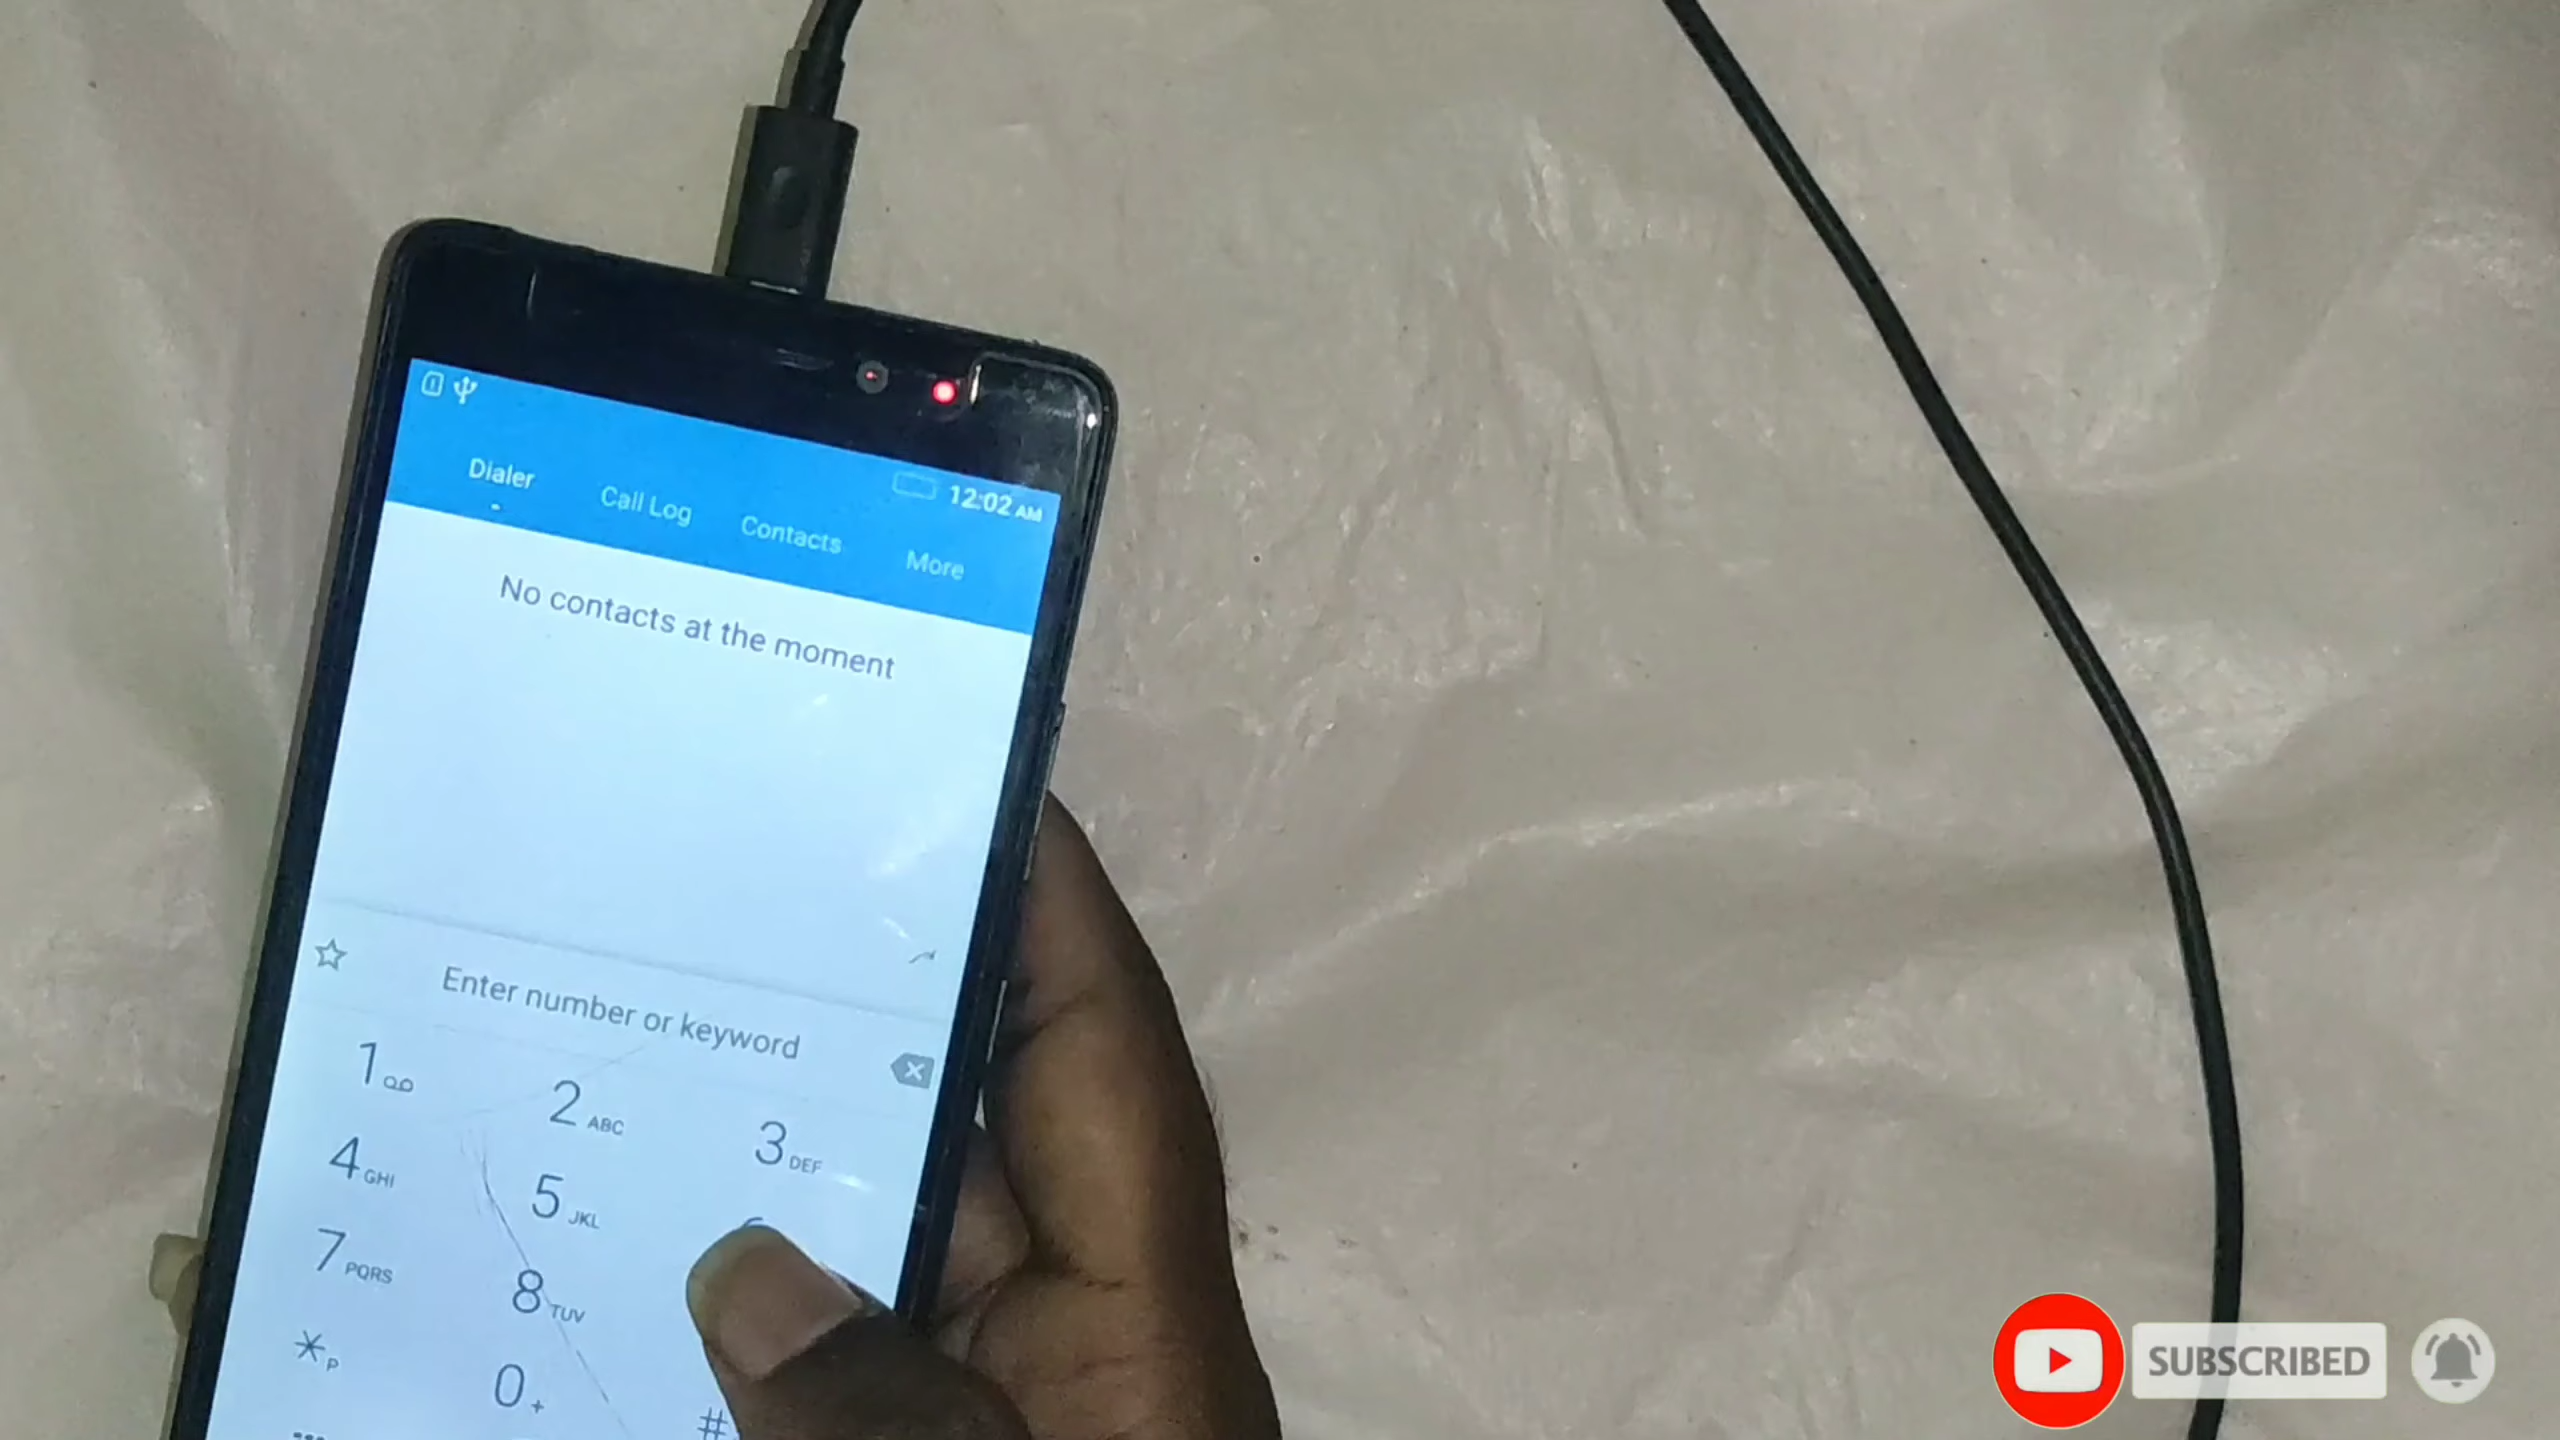 12:02 AM
Dialer Call Log Contacts More
No contacts at the moment
Enter number or keyword
1 2 ABC 3 DEF
4 GHI 5 JKL
7 PQRS 8 TUV
* P 0 + #
SUBSCRIBED